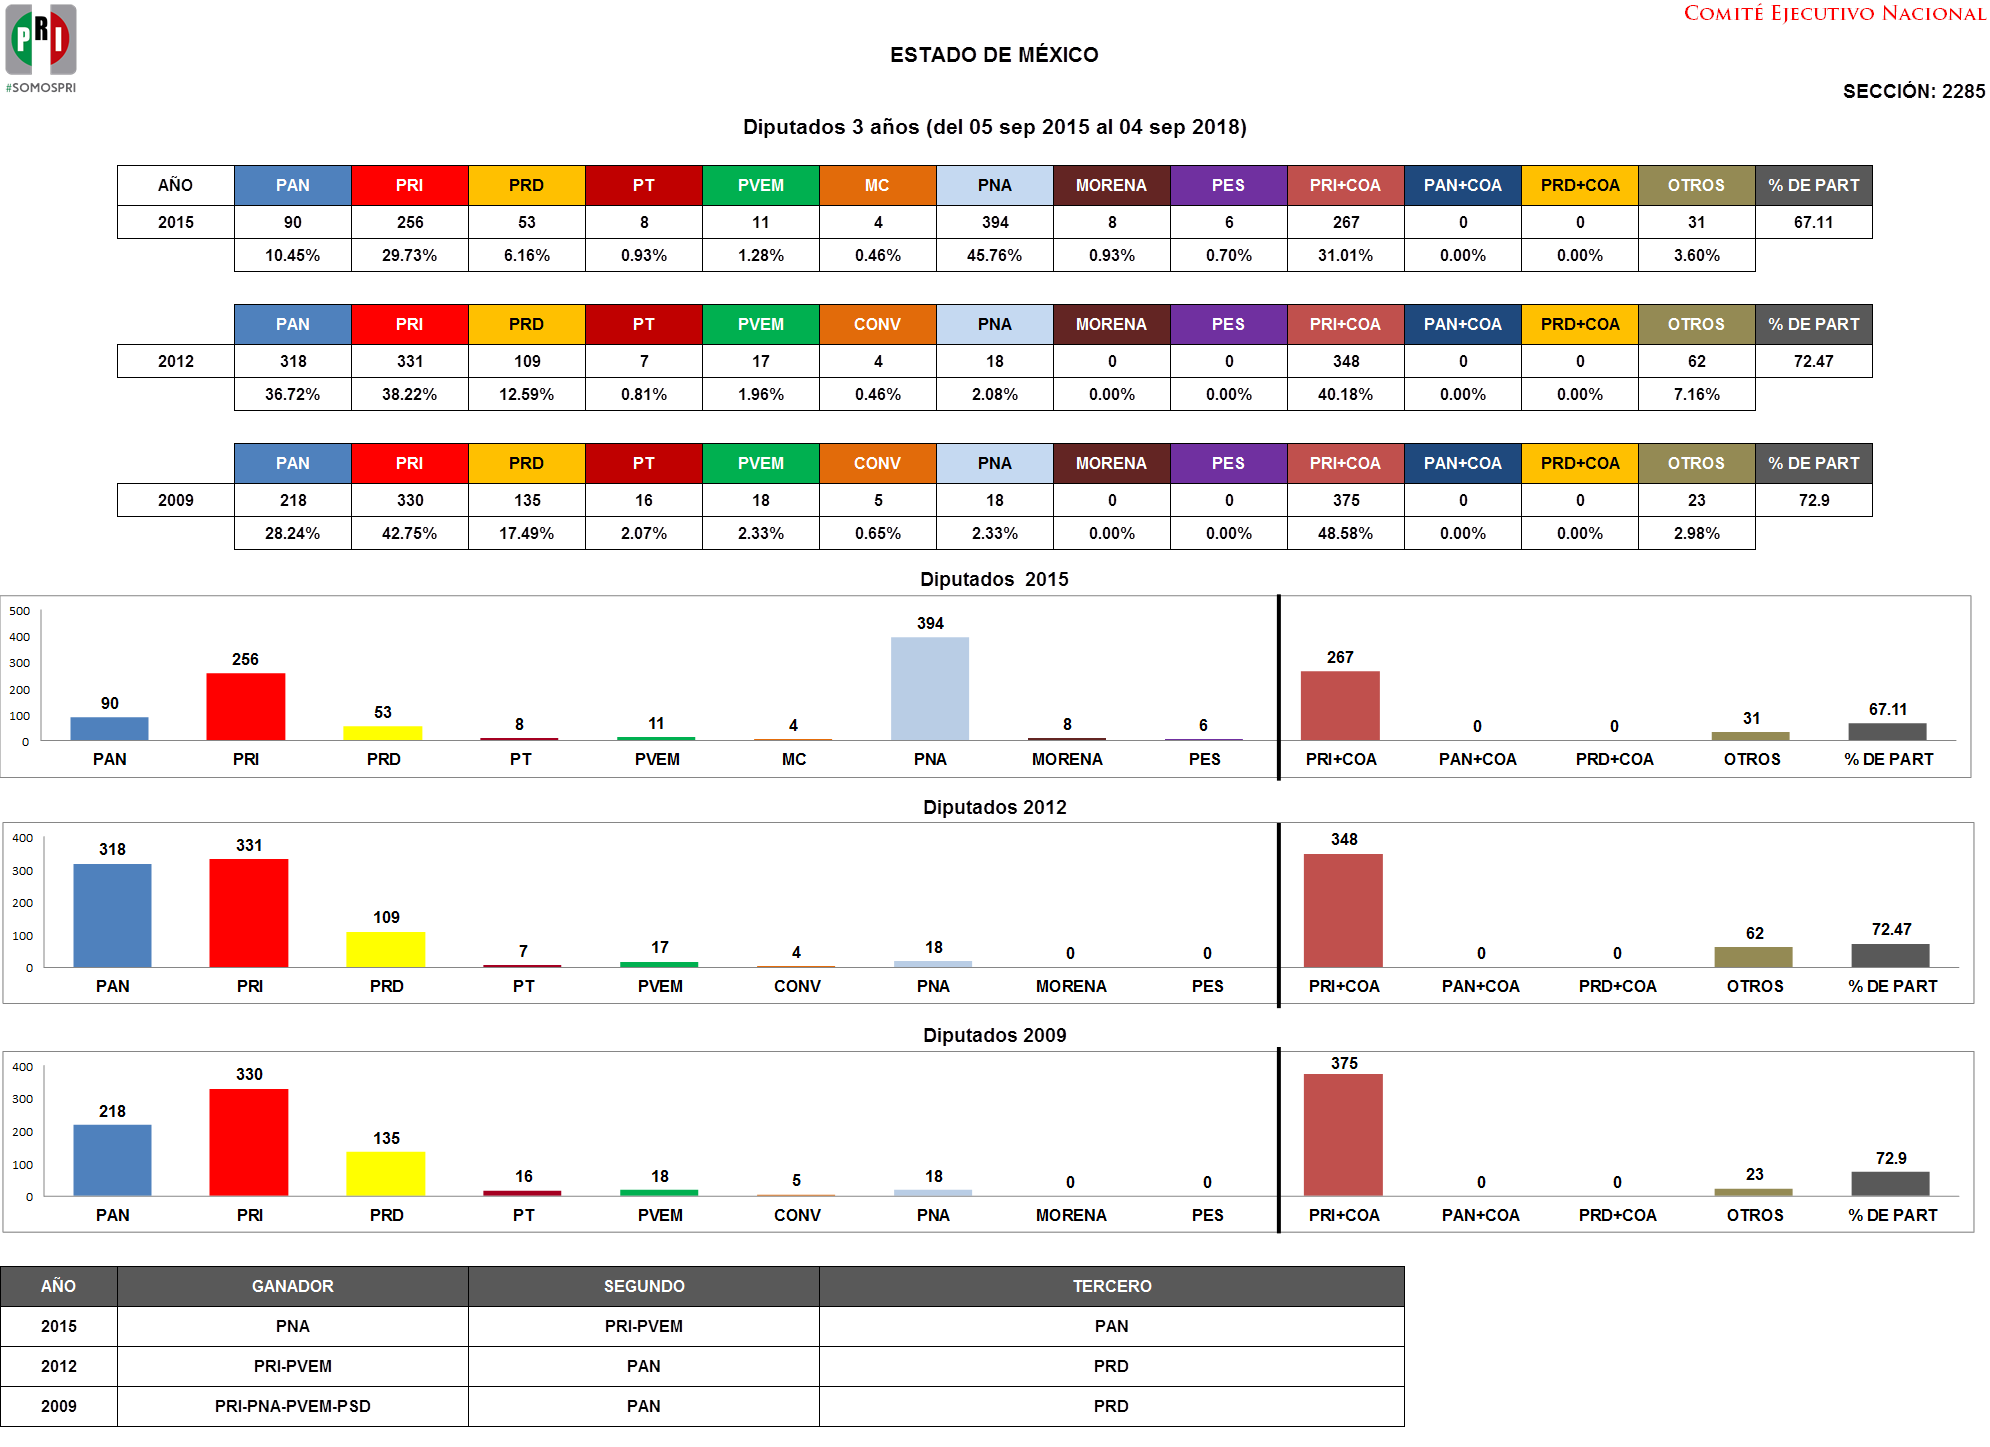 PRI
#SOMOSPRI
COMITÉ EJECUTIVO NACIONAL
ESTADO DE MÉXICO
SECCIÓN: 2285
Diputados 3 años (del 05 sep 2015 al 04 sep 2018)
AÑO PAN PRI PRD PT PVEM MC PNA MORENA PES PRI+COA PAN+COA PRD+COA OTROS % DE PART
2015 90 256 53 8 11 4 394 8 6 267 0 0 31 67.11
10.45% 29.73% 6.16% 0.93% 1.28% 0.46% 45.76% 0.93% 0.70% 31.01% 0.00% 0.00% 3.60%
PAN PRI PRD PT PVEM CONV PNA MORENA PES PRI+COA PAN+COA PRD+COA OTROS % DE PART
2012 318 331 109 7 17 4 18 0 0 348 0 0 62 72.47
36.72% 38.22% 12.59% 0.81% 1.96% 0.46% 2.08% 0.00% 0.00% 40.18% 0.00% 0.00% 7.16%
PAN PRI PRD PT PVEM CONV PNA MORENA PES PRI+COA PAN+COA PRD+COA OTROS % DE PART
2009 218 330 135 16 18 5 18 0 0 375 0 0 23 72.9
28.24% 42.75% 17.49% 2.07% 2.33% 0.65% 2.33% 0.00% 0.00% 48.58% 0.00% 0.00% 2.98%
Diputados 2015
500
400
300
200
100
0
90 256 53 8 11 4 394 8 6 267 0 0 31 67.11
PAN PRI PRD PT PVEM MC PNA MORENA PES PRI+COA PAN+COA PRD+COA OTROS % DE PART
Diputados 2012
400
300
200
100
0
318 331 109 7 17 4 18 0 0 348 0 0 62 72.47
PAN PRI PRD PT PVEM CONV PNA MORENA PES PRI+COA PAN+COA PRD+COA OTROS % DE PART
Diputados 2009
400
300
200
100
0
218 330 135 16 18 5 18 0 0 375 0 0 23 72.9
PAN PRI PRD PT PVEM CONV PNA MORENA PES PRI+COA PAN+COA PRD+COA OTROS % DE PART
AÑO GANADOR SEGUNDO TERCERO
2015 PNA PRI-PVEM PAN
2012 PRI-PVEM PAN PRD
2009 PRI-PNA-PVEM-PSD PAN PRD